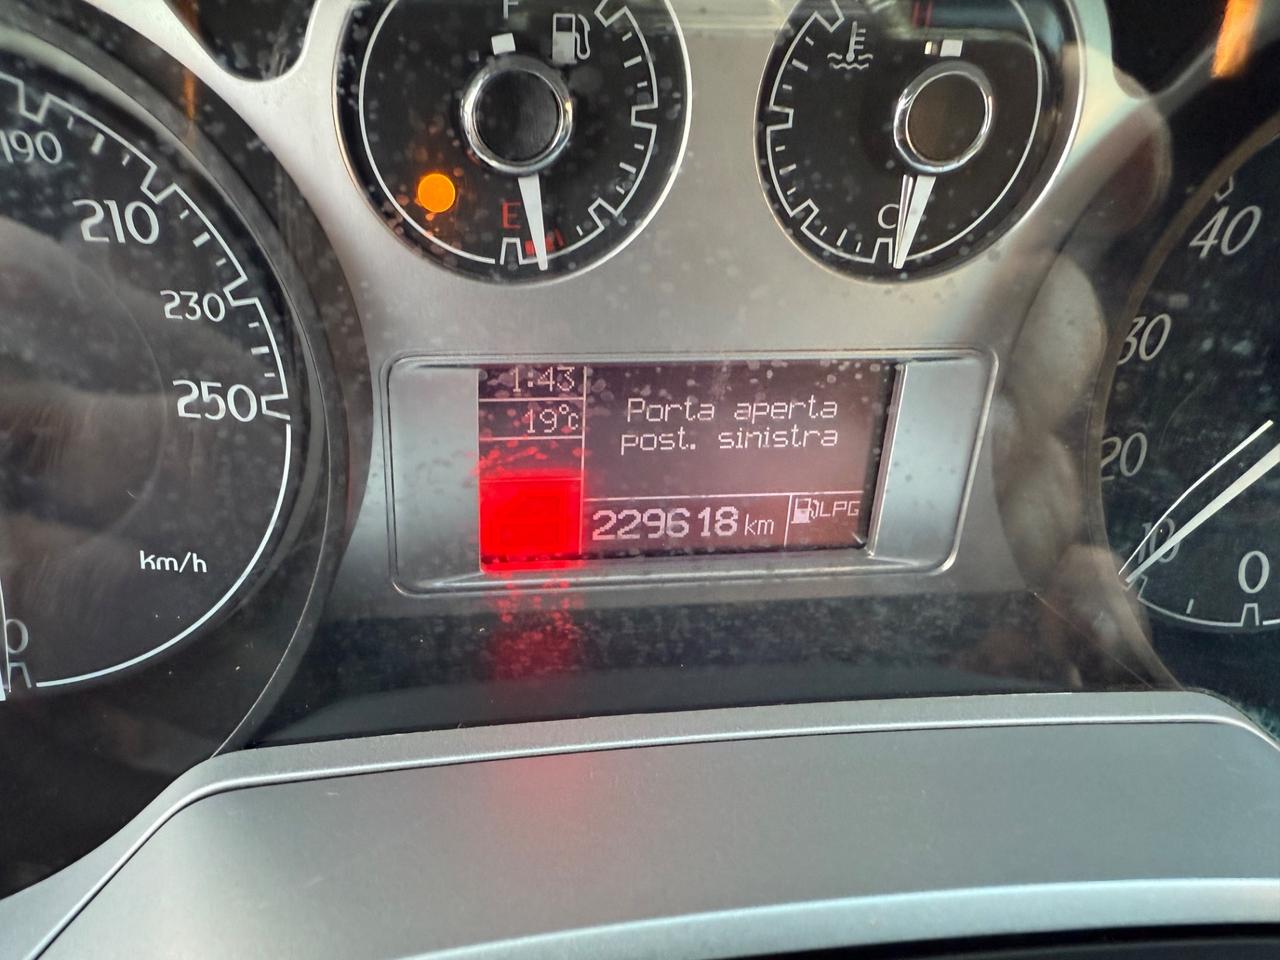 F
190
210
230
250
km/h
0
E
C
H
1:43
19°c
Porta aperta
post. sinistra
229618 km
LPG
40
30
20
10
0